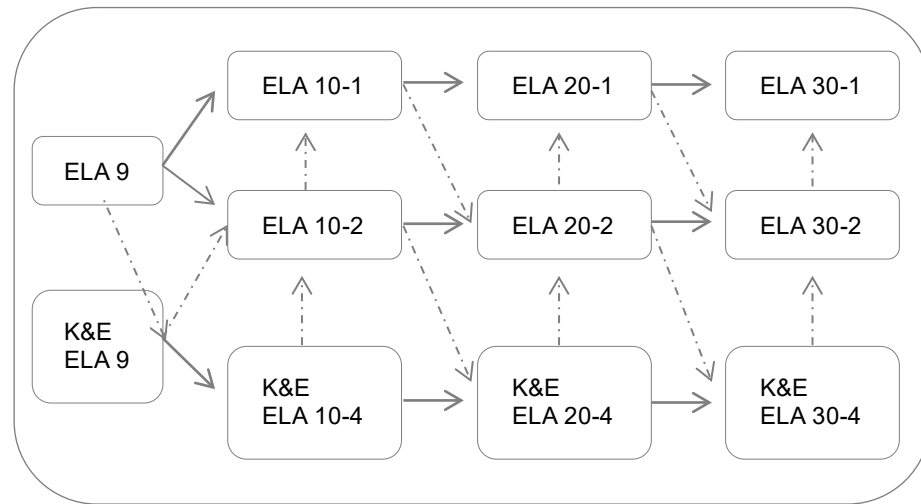 ELA 10-1
ELA 20-1
ELA 30-1
ELA 9
ELA 10-2
ELA 20-2
ELA 30-2
K&E
ELA 9
K&E
ELA 10-4
K&E
ELA 20-4
K&E
ELA 30-4